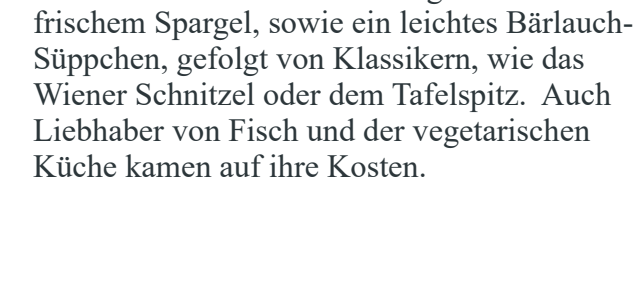 frischem Spargel, sowie ein leichtes Bärlauch-
Süppchen, gefolgt von Klassikern, wie das
Wiener Schnitzel oder dem Tafelspitz.  Auch
Liebhaber von Fisch und der vegetarischen
Küche kamen auf ihre Kosten.